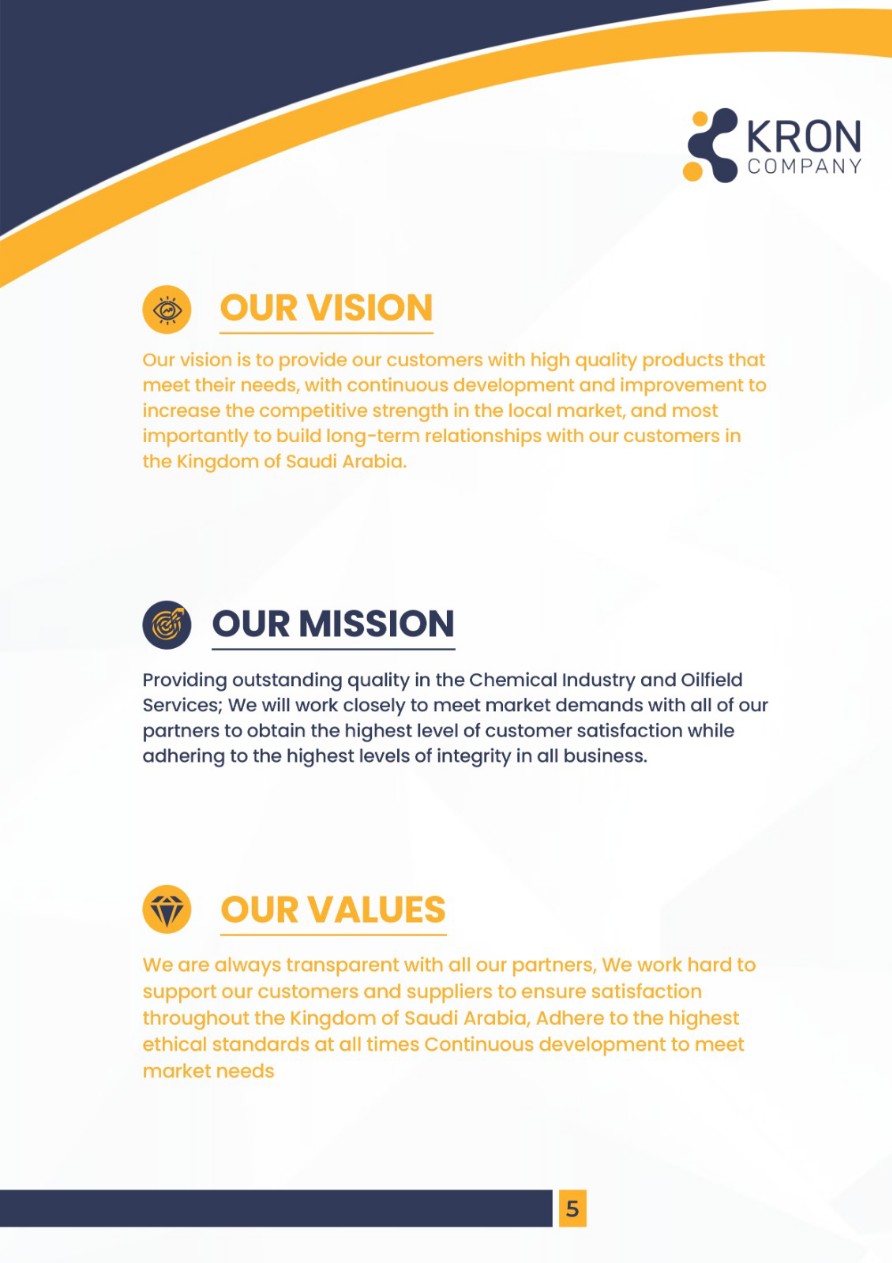 KRON
COMPANY
OUR VISION
Our vision is to provide our customers with high quality products that
meet their needs, with continuous development and improvement to
increase the competitive strength in the local market, and most
importantly to build long-term relationships with our customers in
the Kingdom of Saudi Arabia.
OUR MISSION
Providing outstanding quality in the Chemical Industry and Oilfield
Services; We will work closely to meet market demands with all of our
partners to obtain the highest level of customer satisfaction while
adhering to the highest levels of integrity in all business.
OUR VALUES
We are always transparent with all our partners, We work hard to
support our customers and suppliers to ensure satisfaction
throughout the Kingdom of Saudi Arabia, Adhere to the highest
ethical standards at all times Continuous development to meet
market needs
5